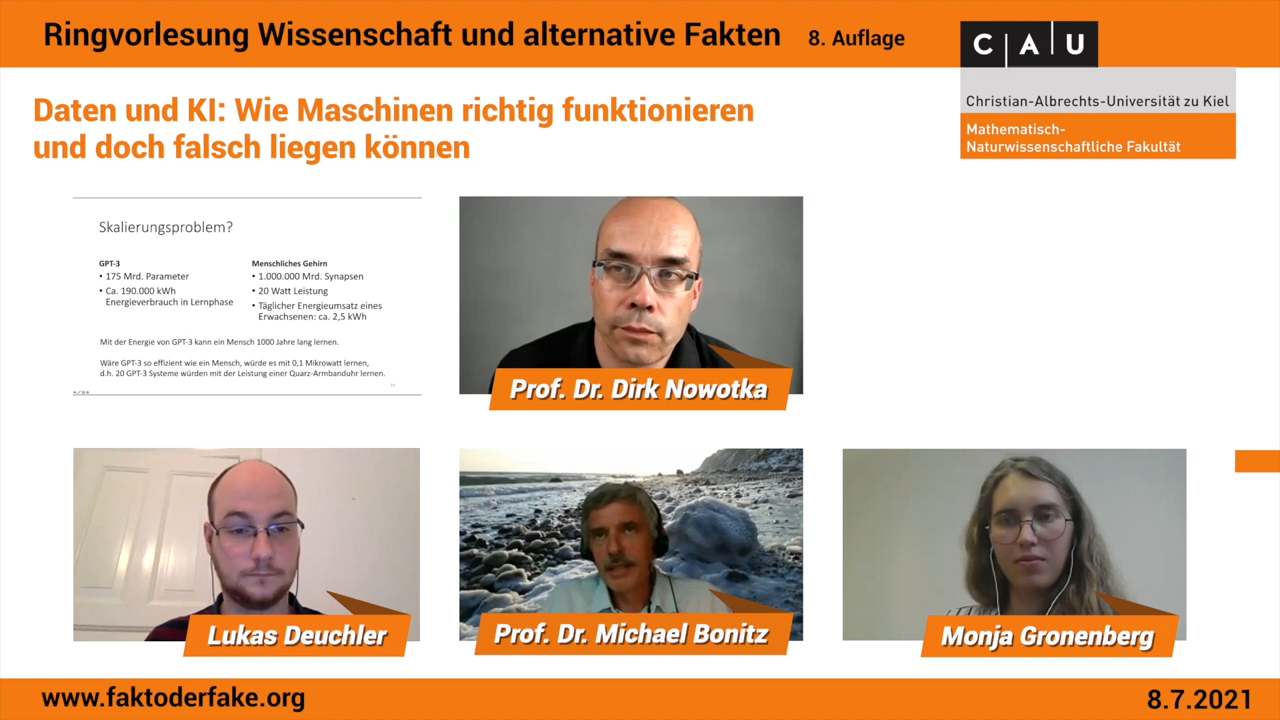 Ringvorlesung Wissenschaft und alternative Fakten 8. Auflage
CAU
Christian-Albrechts-Universität zu Kiel
Mathematisch-
Naturwissenschaftliche Fakultät
Daten und KI: Wie Maschinen richtig funktionieren
und doch falsch liegen können
Skalierungsproblem?
GPT-3
• 175 Mrd. Parameter
• Ca. 190.000 kWh
Energieverbrauch in Lernphase
Menschliches Gehirn
• 1.000.000 Mrd. Synapsen
• 20 Watt Leistung
• Täglicher Energieumsatz eines
Erwachsenen: ca. 2,5 kWh
Mit der Energie von GPT-3 kann ein Mensch 1000 Jahre lang lernen.
Wäre GPT-3 so effizient wie ein Mensch, würde es mit 0,1 Mikrowatt lernen,
d.h. 20 GPT-3 Systeme würden mit der Leistung einer Quarz-Armbanduhr lernen.
Prof. Dr. Dirk Nowotka
Lukas Deuchler
Prof. Dr. Michael Bonitz
Monja Gronenberg
www.faktoderfake.org
8.7.2021